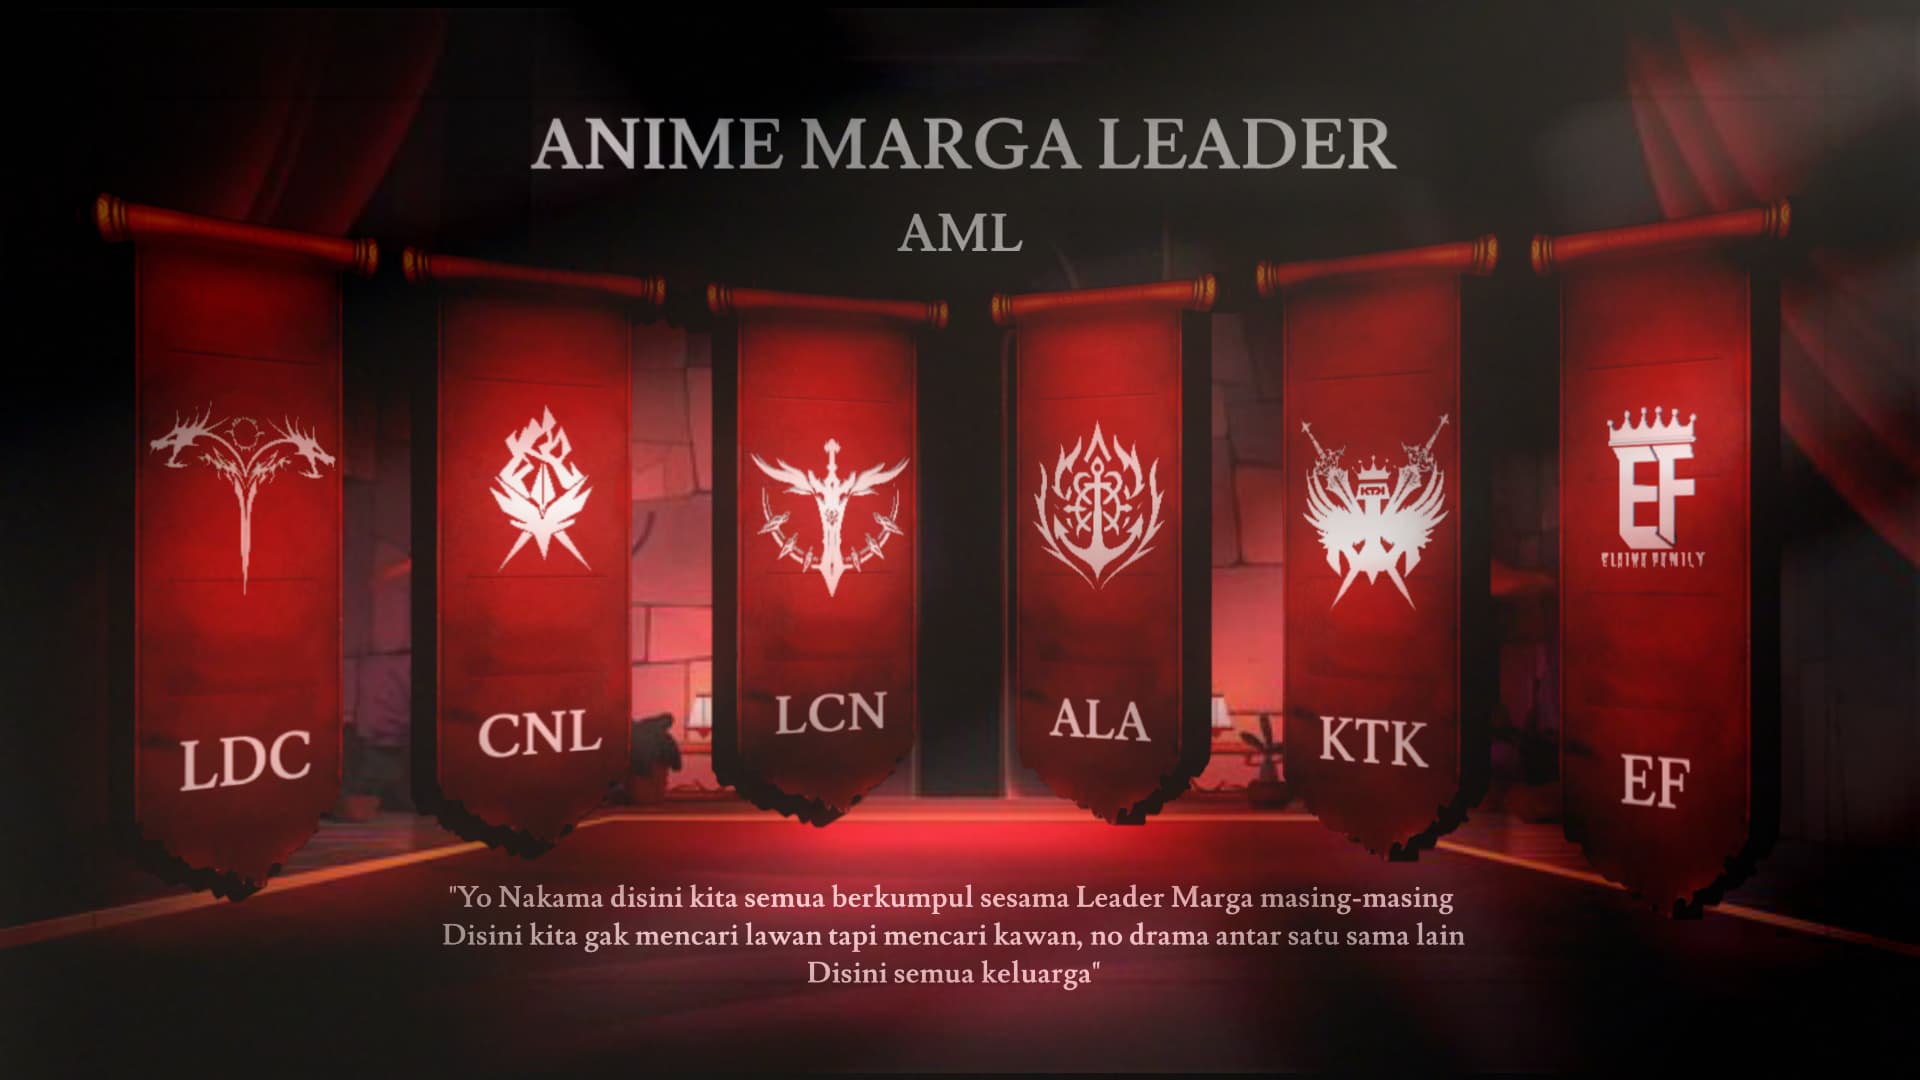 ANIME MARGA LEADER
AML
KTK
EF
LDC
CNL
LCN
ALA
KTK
EF
"Yo Nakama disini kita semua berkumpul sesama Leader Marga masing-masing
Disini kita gak mencari lawan tapi mencari kawan, no drama antar satu sama lain
Disini semua keluarga"